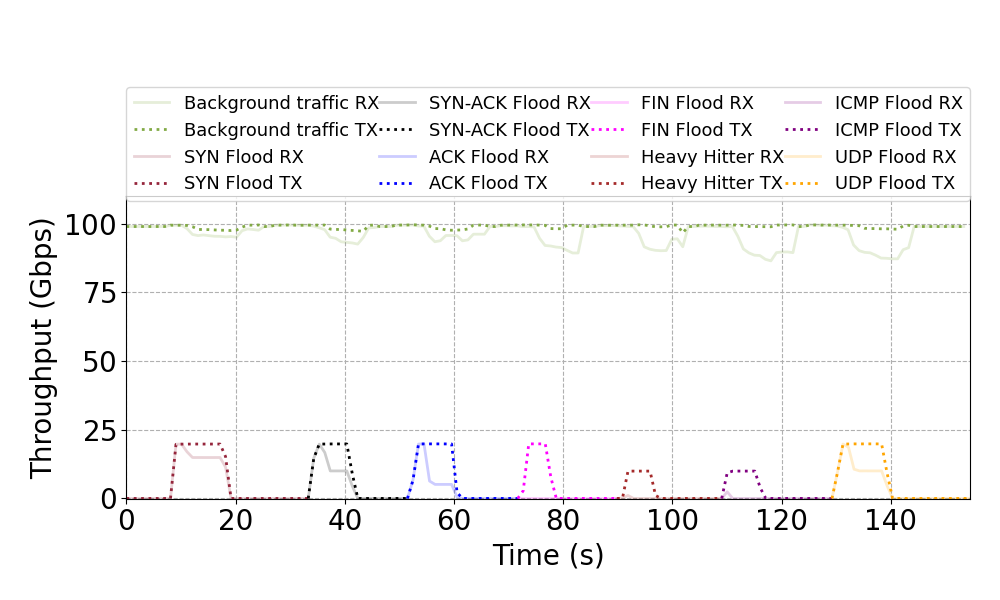 Background traffic RX SYN-ACK Flood RX FIN Flood RX ICMP Flood RX
Background traffic TX SYN-ACK Flood TX FIN Flood TX ICMP Flood TX
SYN Flood RX ACK Flood RX Heavy Hitter RX UDP Flood RX
SYN Flood TX ACK Flood TX Heavy Hitter TX UDP Flood TX
100
75
50
25
0
Throughput (Gbps)
0 20 40 60 80 100 120 140
Time (s)